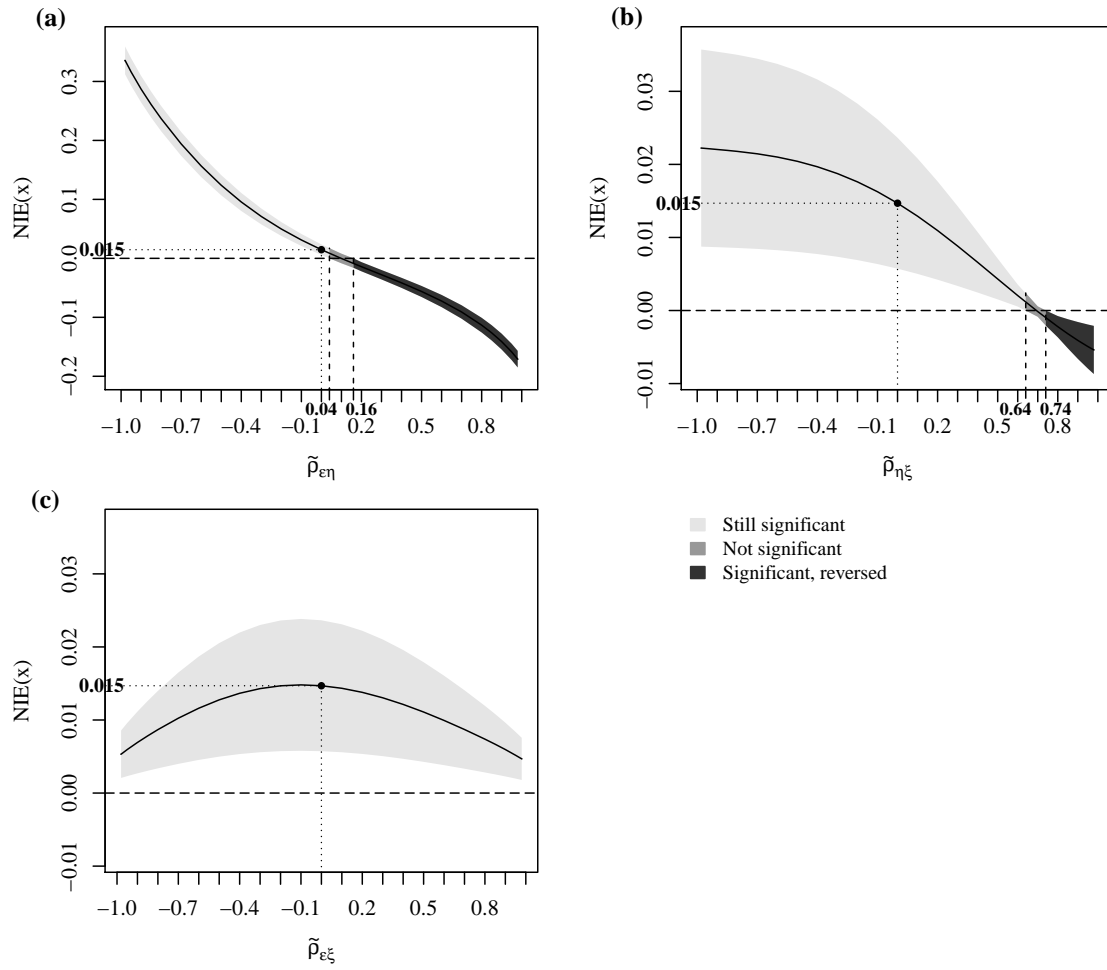 (a)
NIE(x)
0.3
0.2
0.1
0.0
−0.1
−0.2
0.015
0.04
0.16
−1.0 −0.7 −0.4 −0.1 0.2 0.5 0.8
ρ̃εη
(b)
NIE(x)
0.03
0.02
0.01
0.00
−0.01
0.015
0.64
0.74
−1.0 −0.7 −0.4 −0.1 0.2 0.5 0.8
ρ̃ηξ
(c)
NIE(x)
0.03
0.02
0.01
0.00
−0.01
0.015
−1.0 −0.7 −0.4 −0.1 0.2 0.5 0.8
ρ̃εξ
Still significant
Not significant
Significant, reversed